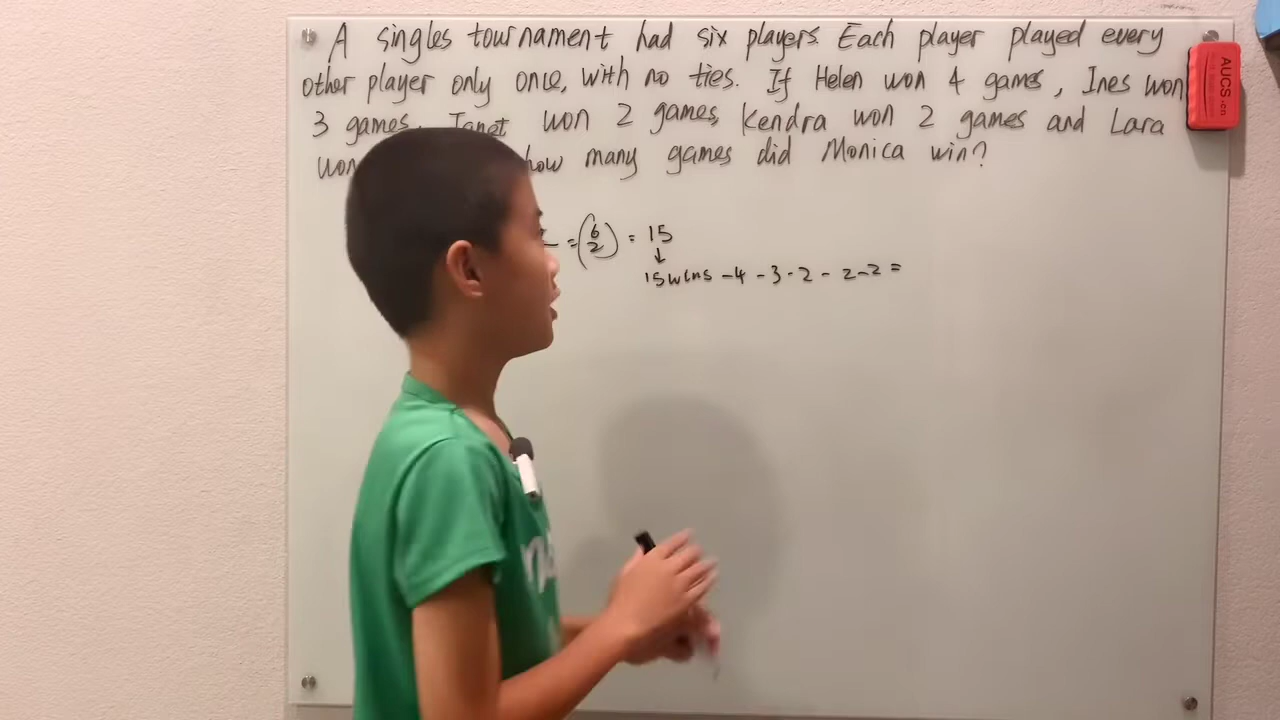 A singles tournament had six players. Each player played every
other player only once, with no ties. If Helen won 4 games, Ines won
3 games, Janet won 2 games, Kendra won 2 games and Lara
won how many games did Monica win?
= (6 2) = 15
↓
15 wins - 4 - 3 - 2 - 2 - 2 =
AUCS.cn